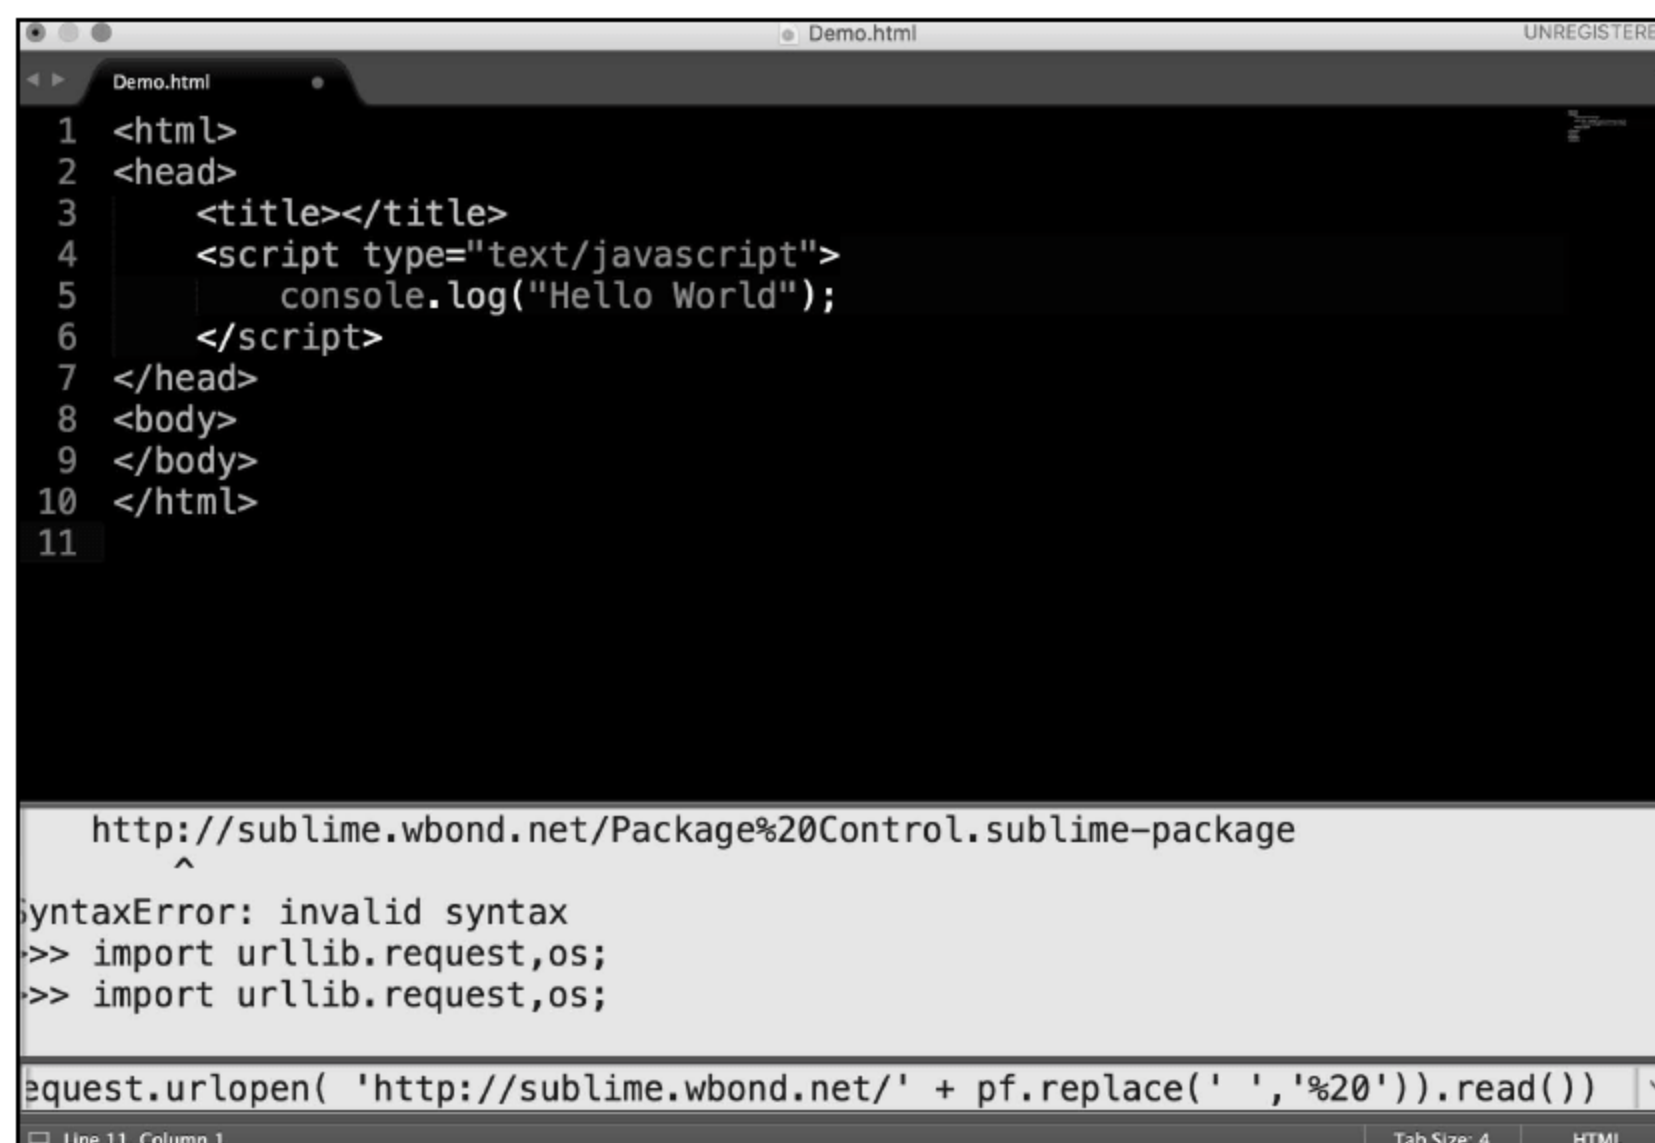 Demo.html
UNREGISTERE
Demo.html
1 <html>
2 <head>
3     <title></title>
4     <script type="text/javascript">
5         console.log("Hello World");
6     </script>
7 </head>
8 <body>
9 </body>
10 </html>
11
http://sublime.wbond.net/Package%20Control.sublime-package
^
SyntaxError: invalid syntax
>>> import urllib.request,os;
>>> import urllib.request,os;
equest.urlopen( 'http://sublime.wbond.net/' + pf.replace(' ','%20')).read())
Line 11, Column 1
Tab Size: 4
HTML